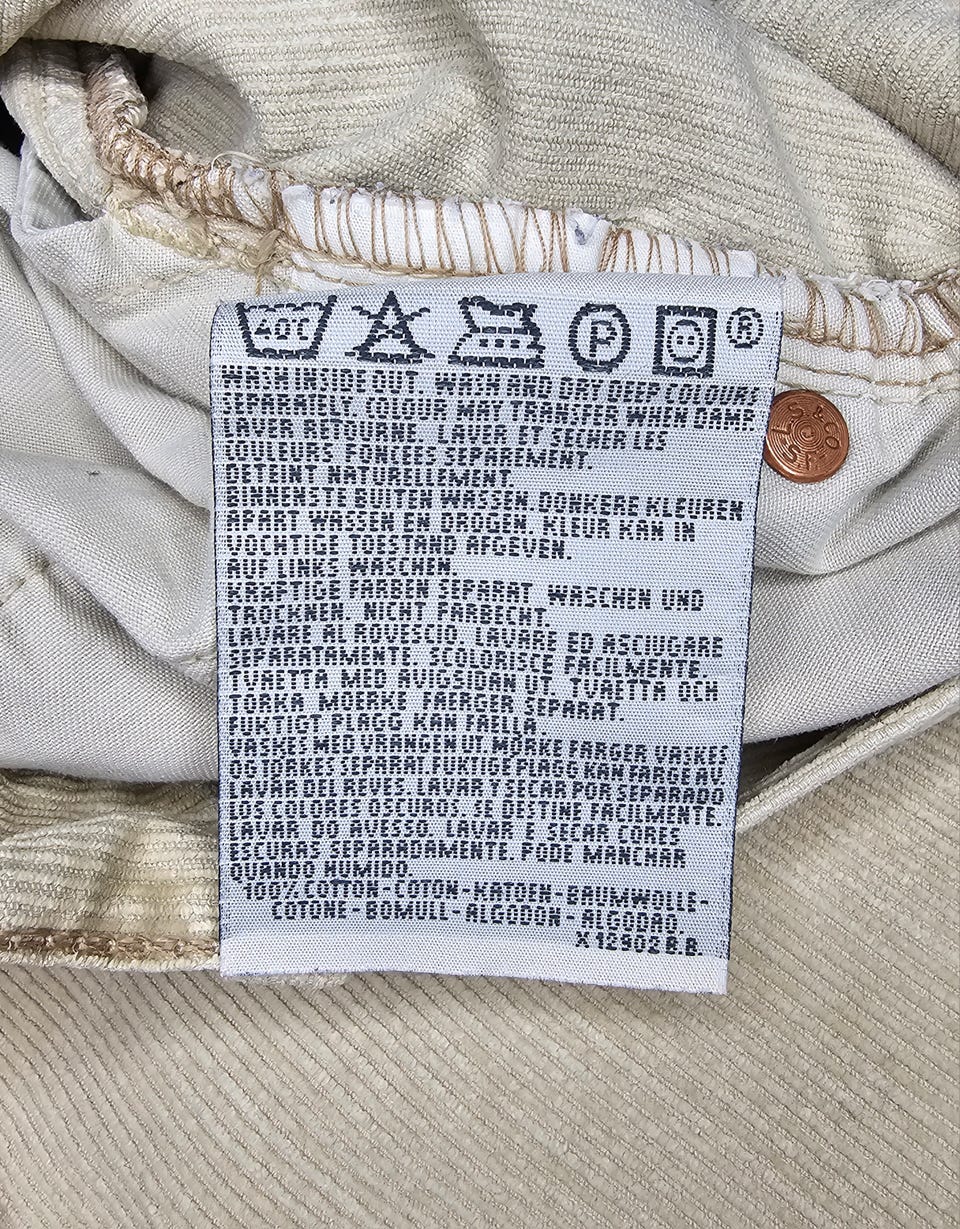 40C P ®
WASH INSIDE OUT. WASH AND DRY DEEP COLOURS
SEPARATELY. COLOUR MAY TRANSFER WHEN DAMP
LAVER RETOURNE. LAVER ET SECHER LES
COULEURS FONCEES SEPAREMENT.
DETEINT NATURELLEMENT
BINNENSTE BUITEN WASSEN. DONKERE KLEUREN
APART WASSEN EN DROGEN. KLEUR KAN IN
VOCHTIGE TOESTAND AFGEVEN.
AUF LINKS WASCHEN.
KRAFTIGE FARBEN SEPARAT WASCHEN UND
TROCKNEN. NICHT FARBECHT.
LAVARE AL ROVESCIO. LAVARE ED ASCIUGARE
SEPARATAMENTE. SCOLORISCE FACILMENTE.
TVAETTA MED AVIGSIDAN UT. TVAETTA OCH
TORKA MOERKE FAERGER SEPARAT.
FUKTIGT PLAGG KAN FAELLA
VASKES MED VRANGEN UT. MORKE FARGER VASKES
OG TORKES SEPARAT FUKTIGE PLAGG KAN FARGE AV.
LAVAR DEL REVES. LAVAR Y SECAR POR SEPARADO
LOS COLORES OSCUROS. SE DESTINE FACILMENTE.
LAVAR DO AVESSO. LAVAR E SECAR CORES
ESCURAS SEPARADAMENTE. PODE MANCHAR
QUANDO HUMIDO.
100% COTTON-COTON-KATOEN-BAUMWOLLE-
COTONE-BOMULL-ALGODON-ALGODAO.
X 12902 B.B.
L S & CO S F